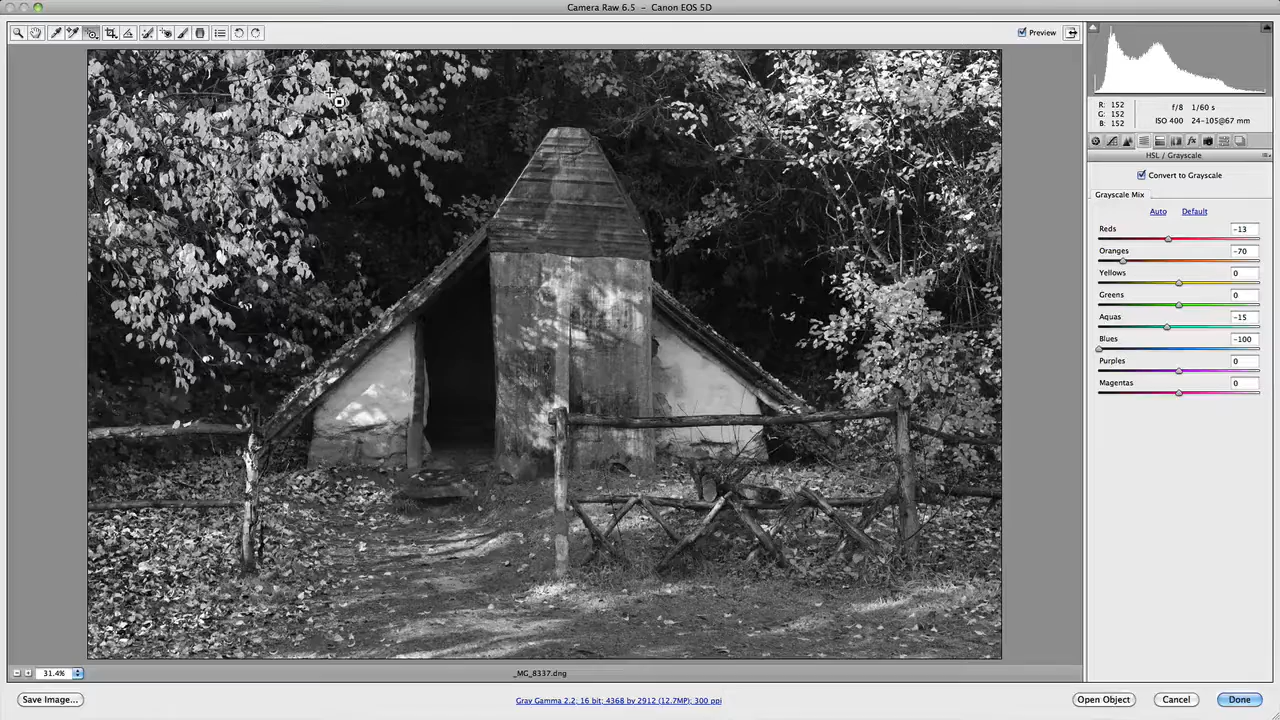 Camera Raw 6.5 – Canon EOS 5D
Preview
R: 152
G: 152
B: 152
f/8 1/60 s
ISO 400 24-105@67 mm
HSL / Grayscale
Convert to Grayscale
Grayscale Mix
Auto Default
Reds -13
Oranges -70
Yellows 0
Greens 0
Aquas -15
Blues -100
Purples 0
Magentas 0
31.4%
_MG_8337.dng
Save Image...
Gray Gamma 2.2; 16 bit; 4368 by 2912 (12.7MP); 300 ppi
Open Object
Cancel
Done